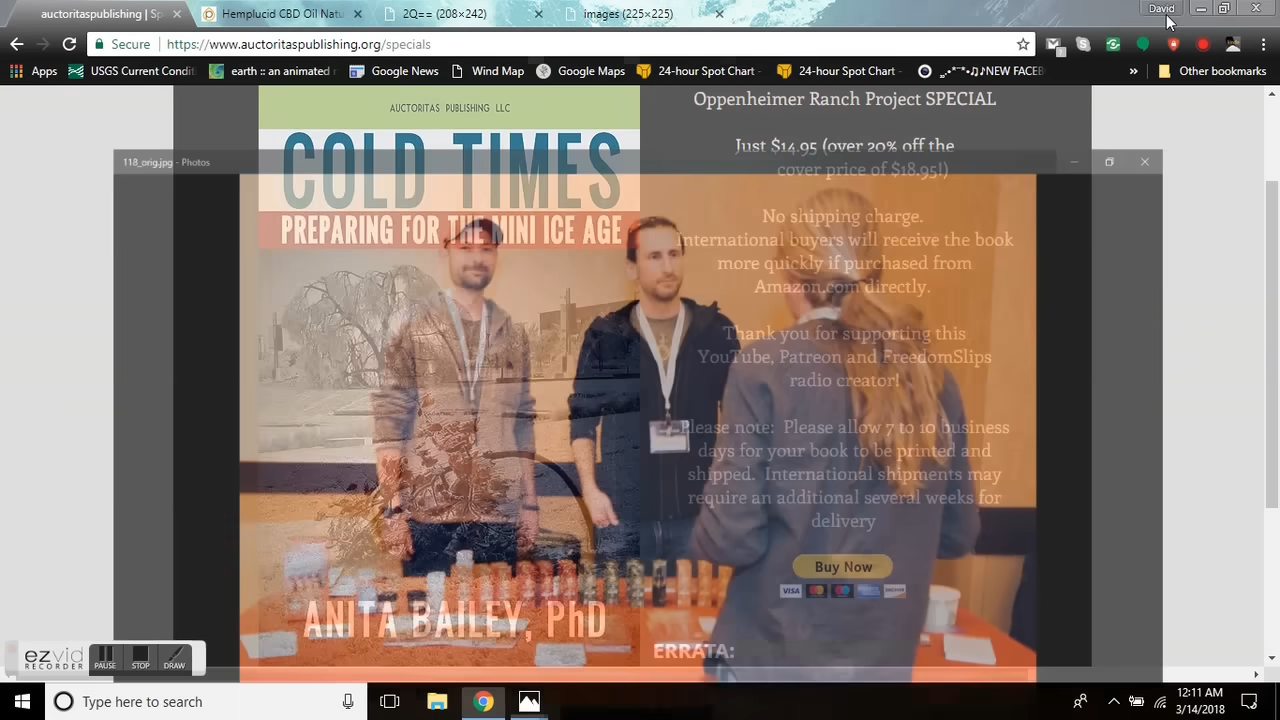 auctoritaspublishing | Sp
Hemplucid CBD Oil Natu
2Q== (208×242)
images (225×225)
David
Secure
https://www.auctoritaspublishing.org/specials
Apps
USGS Current Condit
earth :: an animated
Google News
Wind Map
Google Maps
24-hour Spot Chart -
24-hour Spot Chart -
NEW FACEB
»
Other bookmarks
AUCTORITAS PUBLISHING LLC
COLD TIMES
PREPARING FOR THE MINI ICE AGE
ANITA BAILEY, PhD
118_orig.jpg - Photos
Oppenheimer Ranch Project SPECIAL
Just $14.95 (over 20% off the
cover price of $18.95!)
No shipping charge.
International buyers will receive the book
more quickly if purchased from
Amazon.com directly.
Thank you for supporting this
YouTube, Patreon and FreedomSlips
radio creator!
Please note: Please allow 7 to 10 business
days for your book to be printed and
shipped. International shipments may
require an additional several weeks for
delivery
Buy Now
VISA
DISCOVER
ERRATA:
ezvid
RECORDER
PAUSE
STOP
DRAW
Type here to search
12:11 AM
3/14/2018